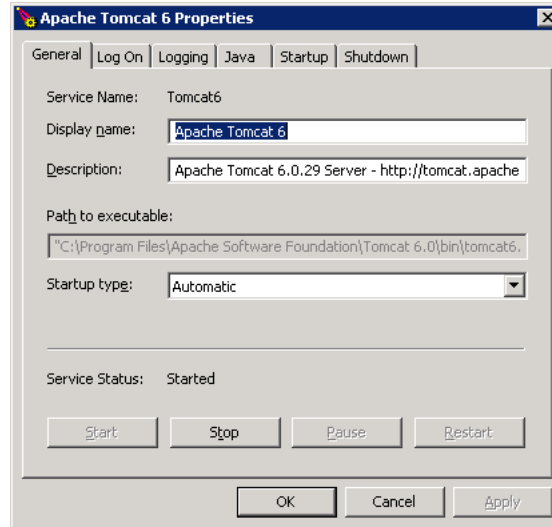 Apache Tomcat 6 Properties
General Log On Logging Java Startup Shutdown
Service Name: Tomcat6
Display name: Apache Tomcat 6
Description: Apache Tomcat 6.0.29 Server - http://tomcat.apache
Path to executable:
"C:\Program Files\Apache Software Foundation\Tomcat 6.0\bin\tomcat6.
Startup type: Automatic
Service Status: Started
Start Stop Pause Restart
OK Cancel Apply